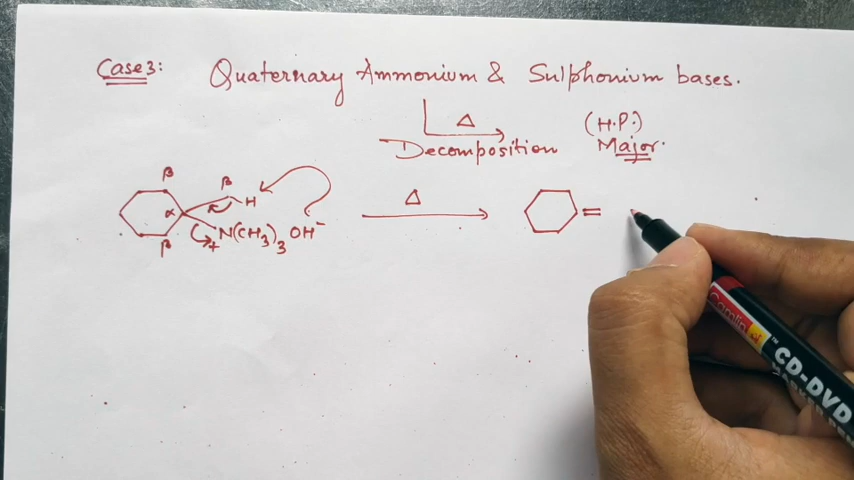 Case 3: Quaternary Ammonium & Sulphonium bases.
Δ (H.P.)
Decomposition Major.
β
β
H
α
N(CH3)3 OH⁻
+
β
Δ
Camlin
CD-DVD